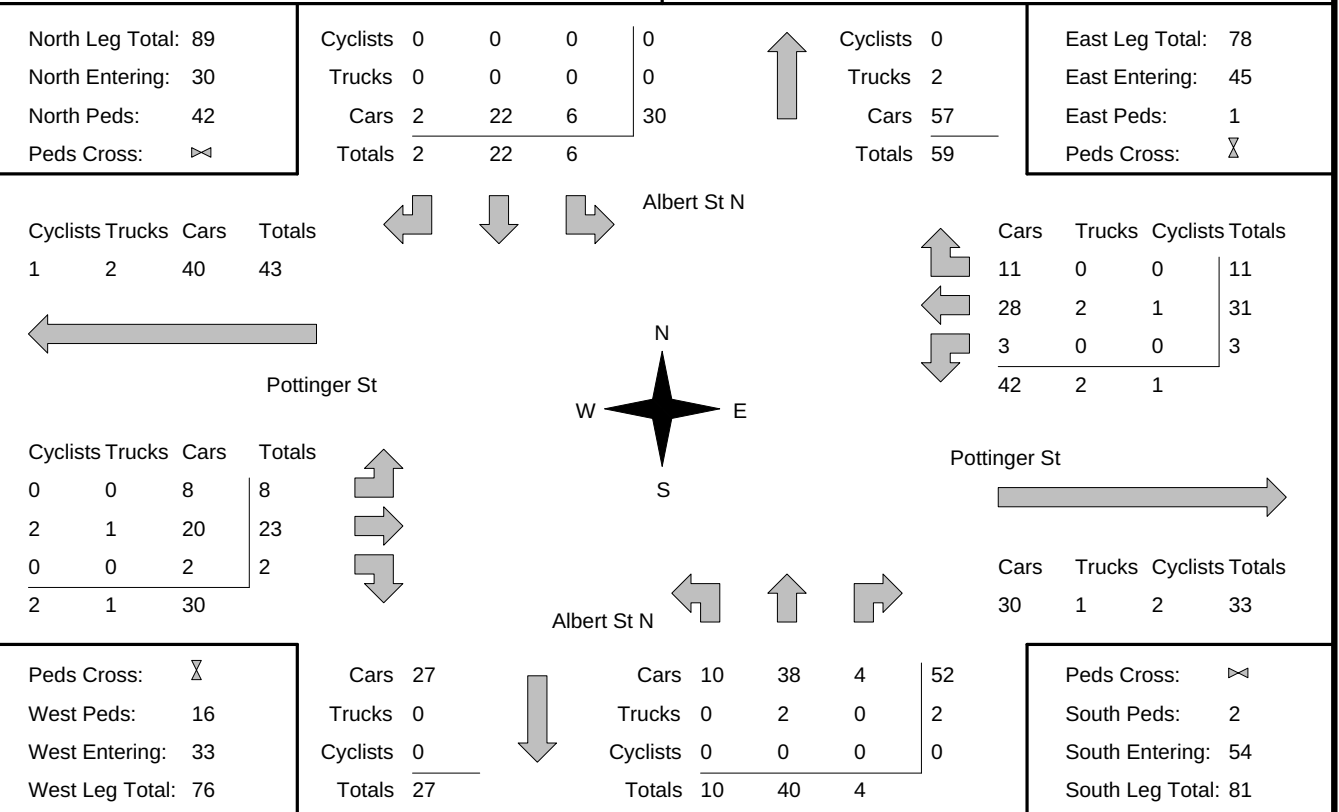 North Leg Total: 89
North Entering: 30
North Peds: 42
Peds Cross:
Cyclists 0 0 0 0
Trucks 0 0 0 0
Cars 2 22 6 30
Totals 2 22 6
Cyclists 0
Trucks 2
Cars 57
Totals 59
East Leg Total: 78
East Entering: 45
East Peds: 1
Peds Cross:
Albert St N
Cyclists Trucks Cars Totals
1 2 40 43
Cars Trucks Cyclists Totals
11 0 0 11
28 2 1 31
3 0 0 3
42 2 1
Pottinger St
N
W E
S
Cyclists Trucks Cars Totals
0 0 8 8
2 1 20 23
0 0 2 2
2 1 30
Pottinger St
Cars Trucks Cyclists Totals
30 1 2 33
Albert St N
Peds Cross:
West Peds: 16
West Entering: 33
West Leg Total: 76
Cars 27
Trucks 0
Cyclists 0
Totals 27
Cars 10 38 4 52
Trucks 0 2 0 2
Cyclists 0 0 0 0
Totals 10 40 4
Peds Cross:
South Peds: 2
South Entering: 54
South Leg Total: 81